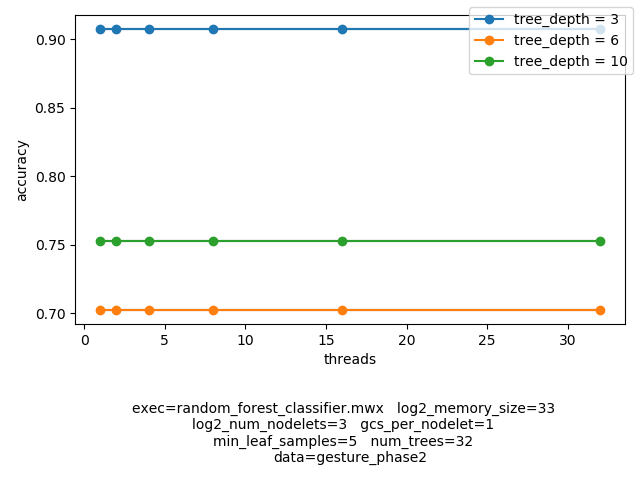 tree_depth = 3
tree_depth = 6
tree_depth = 10
0.90
0.85
0.80
0.75
0.70
accuracy
0 5 10 15 20 25 30
threads
exec=random_forest_classifier.mwx log2_memory_size=33
log2_num_nodelets=3 gcs_per_nodelet=1
min_leaf_samples=5 num_trees=32
data=gesture_phase2